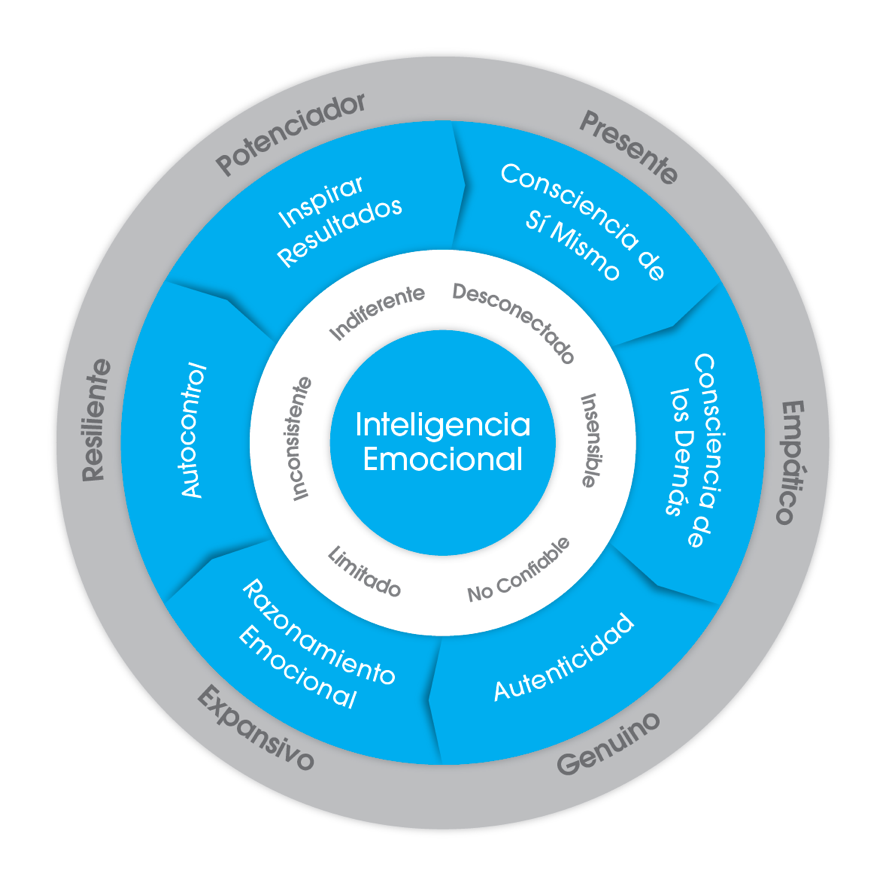 Potenciador
Presente
Empático
Genuino
Expansivo
Resiliente
Inspirar
Resultados
Consciencia de
Sí Mismo
Consciencia de
los Demás
Autenticidad
Razonamiento
Emocional
Autocontrol
Indiferente
Desconectado
Insensible
No Confiable
Limitado
Inconsistente
Inteligencia
Emocional